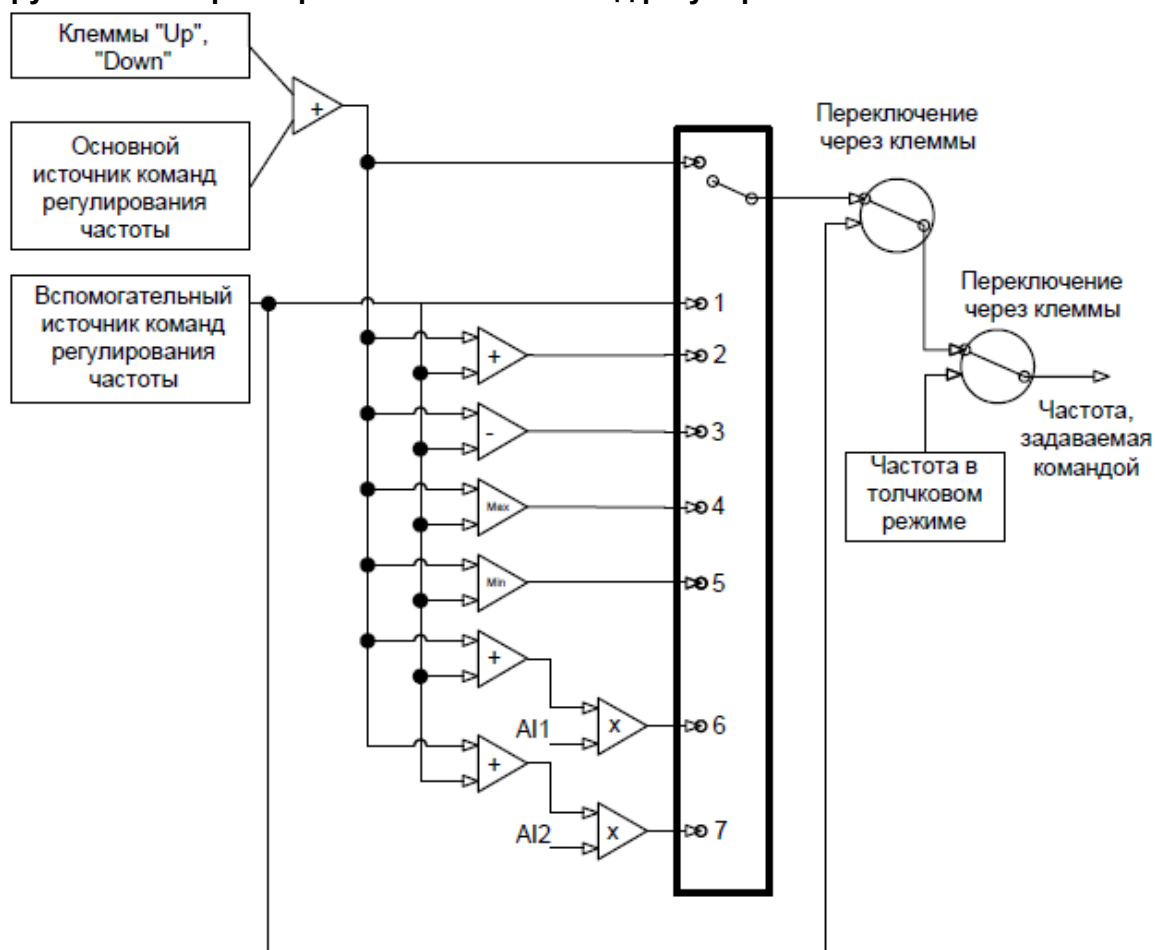 Клеммы "Up",
"Down"
+
Основной
источник команд
регулирования
частоты
Вспомогательный
источник команд
регулирования
частоты
Переключение
через клеммы
Переключение
через клеммы
1
+
2
-
3
Max
4
Min
5
+
AI1
x
6
+
AI2
x
7
Частота,
задаваемая
командой
Частота в
толчковом
режиме